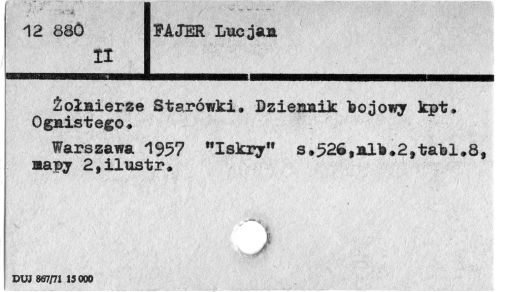 12 880
II
FAJER Lucjan
Żołnierze Starówki. Dziennik bojowy kpt.
Ognistego.
Warszawa 1957 "Iskry" s.526,nlb.2,tabl.8,
mapy 2,ilustr.
DUJ 867/71 15 000